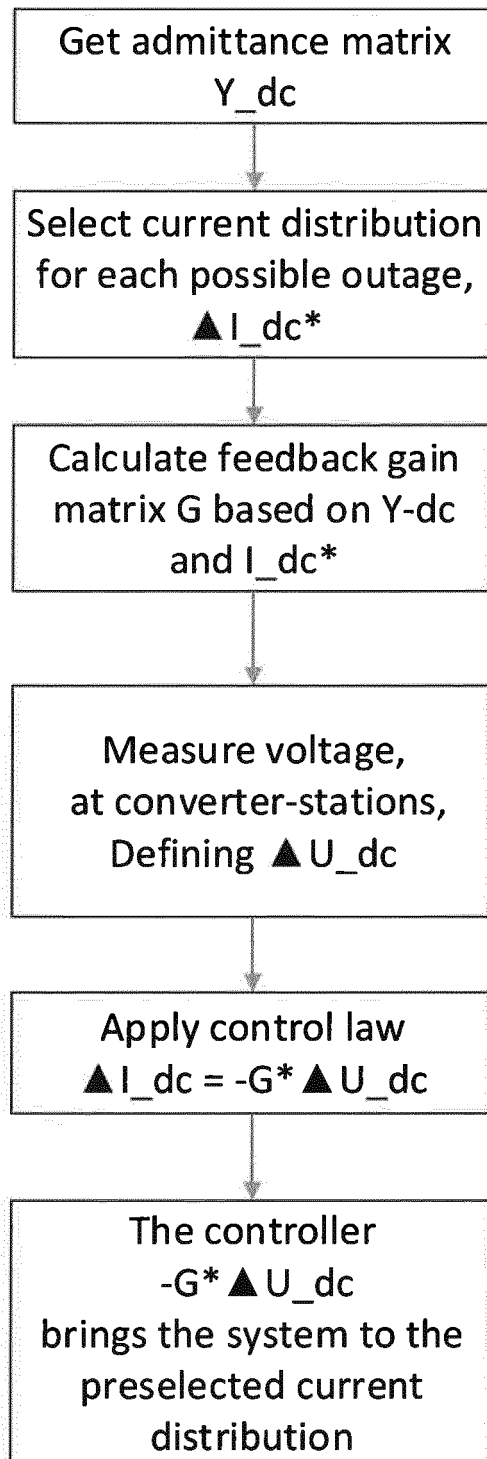 Get admittance matrix
Y_dc
Select current distribution
for each possible outage,
▲I_dc*
Calculate feedback gain
matrix G based on Y-dc
and I_dc*
Measure voltage,
at converter-stations,
Defining ▲U_dc
Apply control law
▲I_dc = -G*▲U_dc
The controller
-G*▲U_dc
brings the system to the
preselected current
distribution